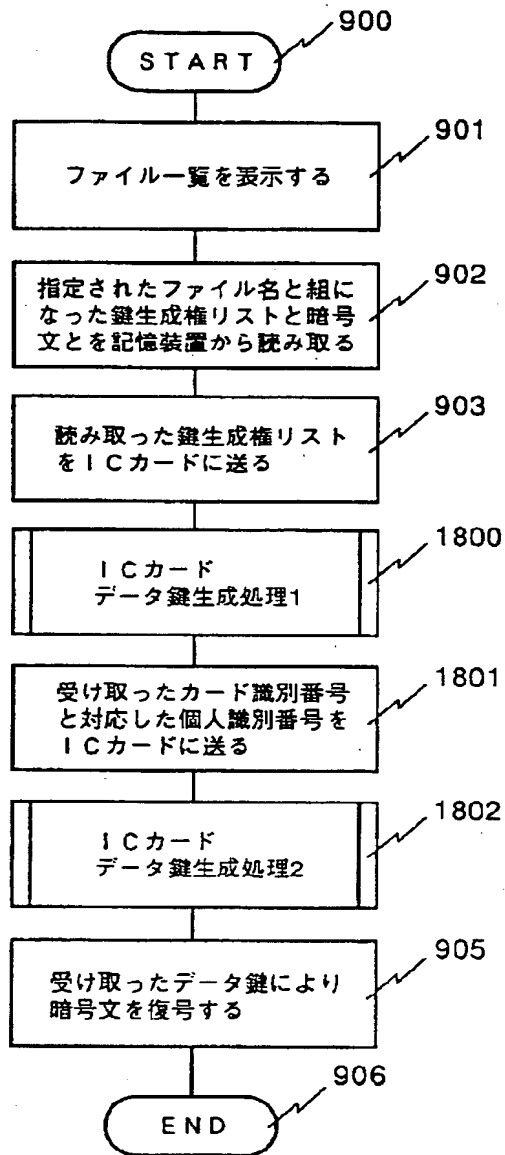 900
START
901
ファイル一覧を表示する
902
指定されたファイル名と組に
なった鍵生成権リストと暗号
文とを記憶装置から読み取る
903
読み取った鍵生成権リスト
をICカードに送る
1800
ICカード
データ鍵生成処理1
1801
受け取ったカード識別番号
と対応した個人識別番号を
ICカードに送る
1802
ICカード
データ鍵生成処理2
905
受け取ったデータ鍵により
暗号文を復号する
906
END